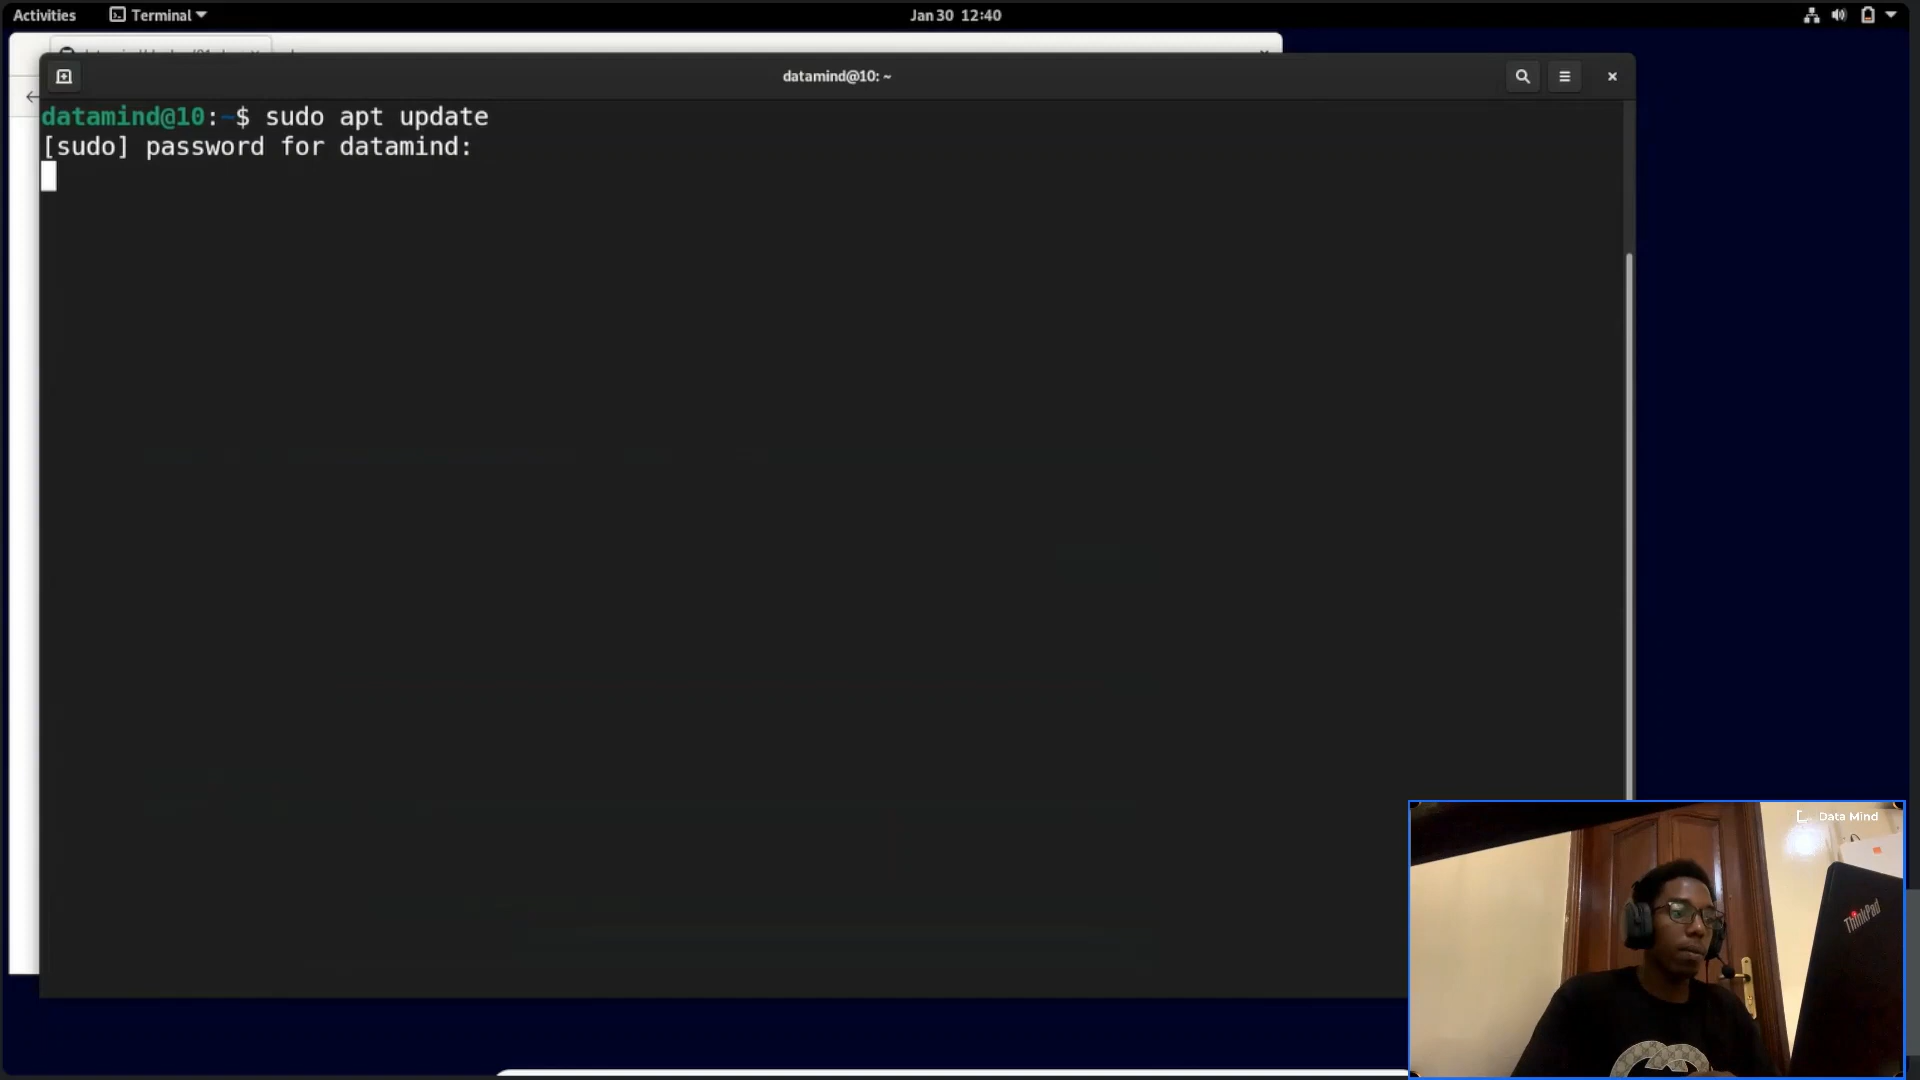 Activities
Terminal
Jan 30 12:40
datamind@10: ~
datamind@10:~$ sudo apt update
[sudo] password for datamind:
Data Mind
ThinkPad